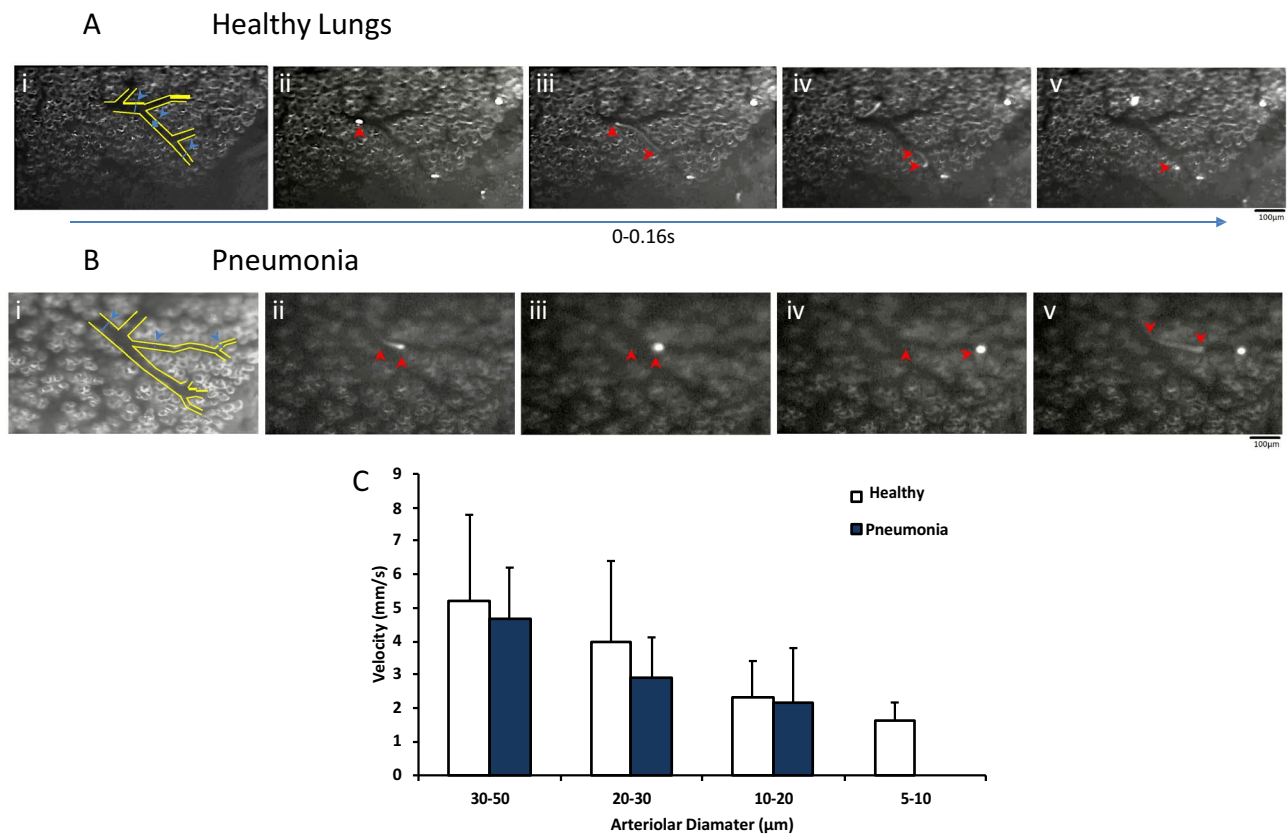 A Healthy Lungs
i ii iii iv v
100µm
0-0.16s
B Pneumonia
i ii iii iv v
100µm
C
9
8
7
6
5
4
3
2
1
0
Velocity (mm/s)
Healthy
Pneumonia
30-50 20-30 10-20 5-10
Arteriolar Diamater (µm)